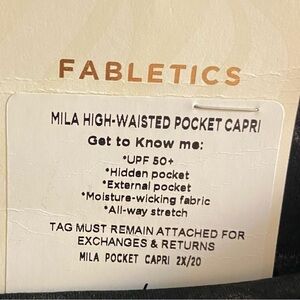 FABLETICS
MILA HIGH-WAISTED POCKET CAPRI
Get to Know me:
*UPF 50+
*Hidden pocket
*External pocket
*Moisture-wicking fabric
*All-way stretch
TAG MUST REMAIN ATTACHED FOR
EXCHANGES & RETURNS
MILA POCKET CAPRI 2X/20